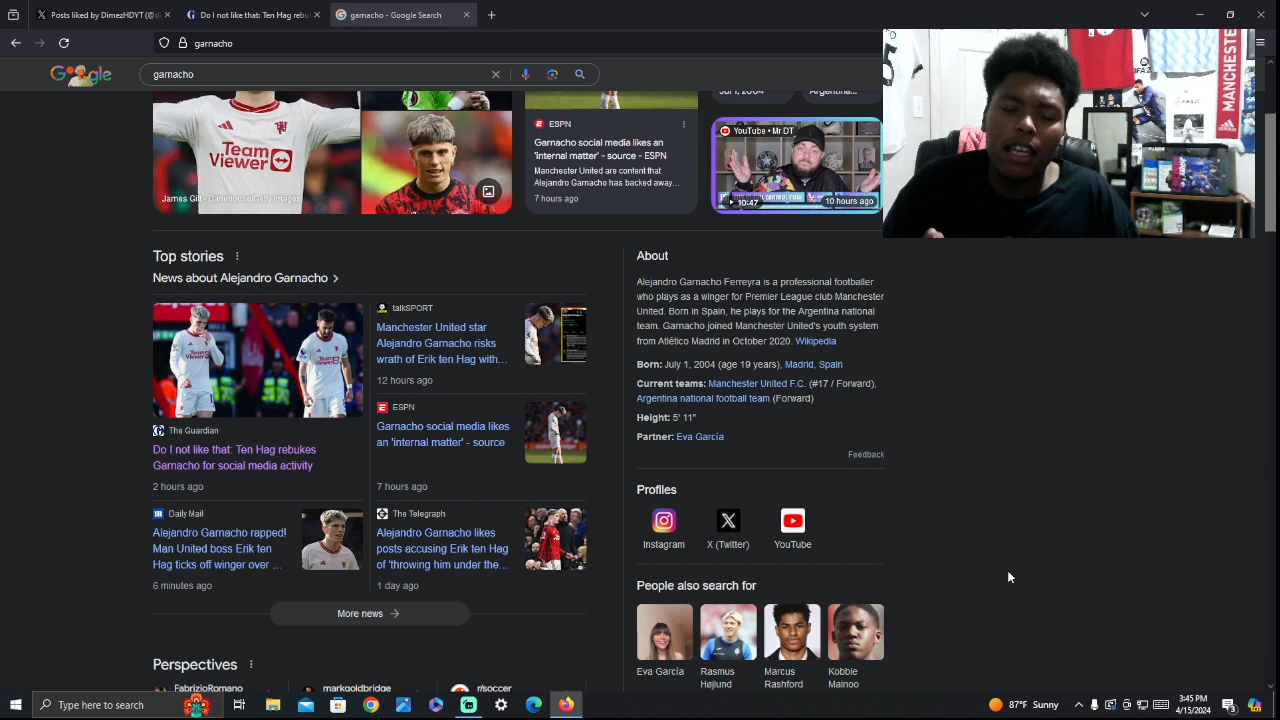 Posts liked by DimezHDYT (@di
Do I not like that: Ten Hag rebu
garnacho - Google Search
garnacho
Google
garnacho
Team
Viewer
James Gill - Danehouse/Getty Images
ESPN
Garnacho social media likes an
'internal matter' - source - ESPN
Manchester United are content that
Alejandro Garnacho has backed away...
7 hours ago
YouTube • Mr DT
10:47
10 hours ago
MANCHESTER
Top stories
News about Alejandro Garnacho
The Guardian
Do I not like that: Ten Hag rebukes
Garnacho for social media activity
2 hours ago
talkSPORT
Manchester United star
Alejandro Garnacho risks
wrath of Erik ten Hag with...
12 hours ago
ESPN
Garnacho social media likes
an 'internal matter' - source
7 hours ago
Daily Mail
Alejandro Garnacho rapped!
Man United boss Erik ten
Hag ticks off winger over ...
6 minutes ago
The Telegraph
Alejandro Garnacho likes
posts accusing Erik ten Hag
of 'throwing him under the...
1 day ago
More news
Perspectives
FabrizioRomano
markgoldbridge
r/soccer
About
Alejandro Garnacho Ferreyra is a professional footballer
who plays as a winger for Premier League club Manchester
United. Born in Spain, he plays for the Argentina national
team. Garnacho joined Manchester United's youth system
from Atlético Madrid in October 2020. Wikipedia
Born: July 1, 2004 (age 19 years), Madrid, Spain
Current teams: Manchester United F.C. (#17 / Forward),
Argentina national football team (Forward)
Height: 5′ 11″
Partner: Eva García
Feedback
Profiles
Instagram
X (Twitter)
YouTube
People also search for
Eva García
Rasmus
Højlund
Marcus
Rashford
Kobbie
Mainoo
Type here to search
87°F Sunny
3:45 PM
4/15/2024
3